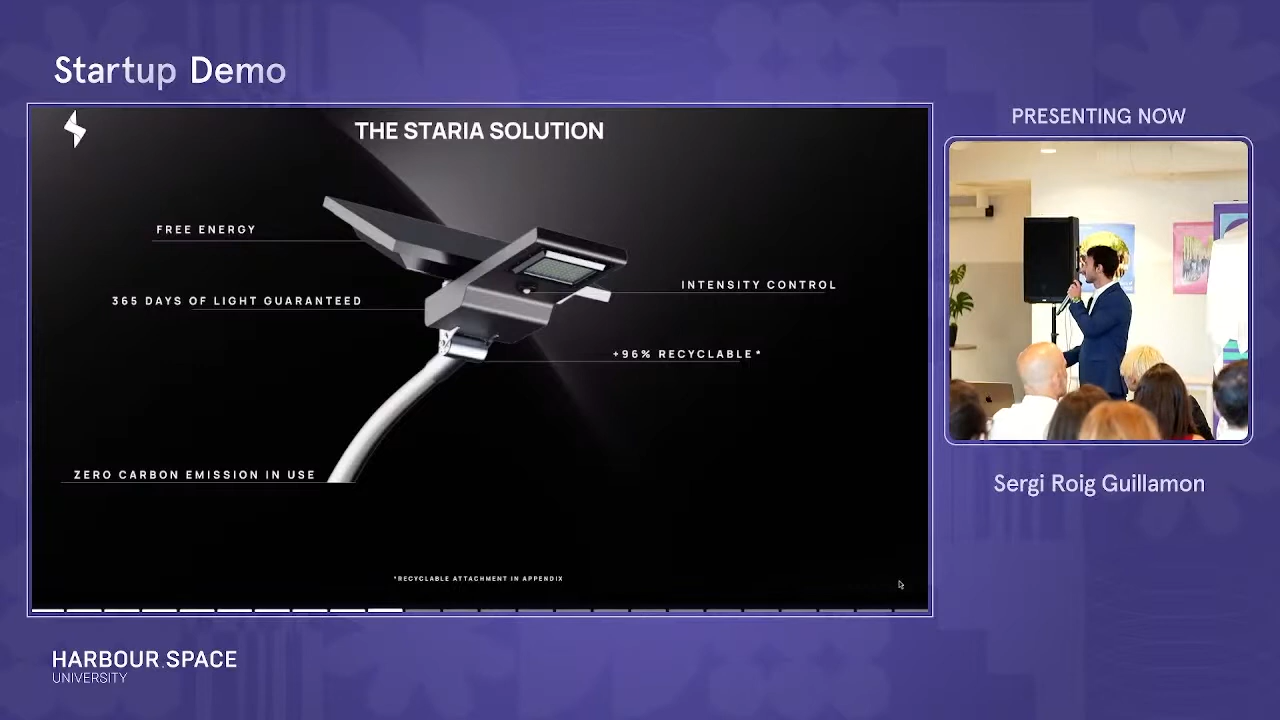 Startup Demo
THE STARIA SOLUTION
FREE ENERGY
365 DAYS OF LIGHT GUARANTEED
INTENSITY CONTROL
+96% RECYCLABLE*
ZERO CARBON EMISSION IN USE
*RECYCLABLE ATTACHMENT IN APPENDIX
PRESENTING NOW
Sergi Roig Guillamon
HARBOUR.SPACE
UNIVERSITY